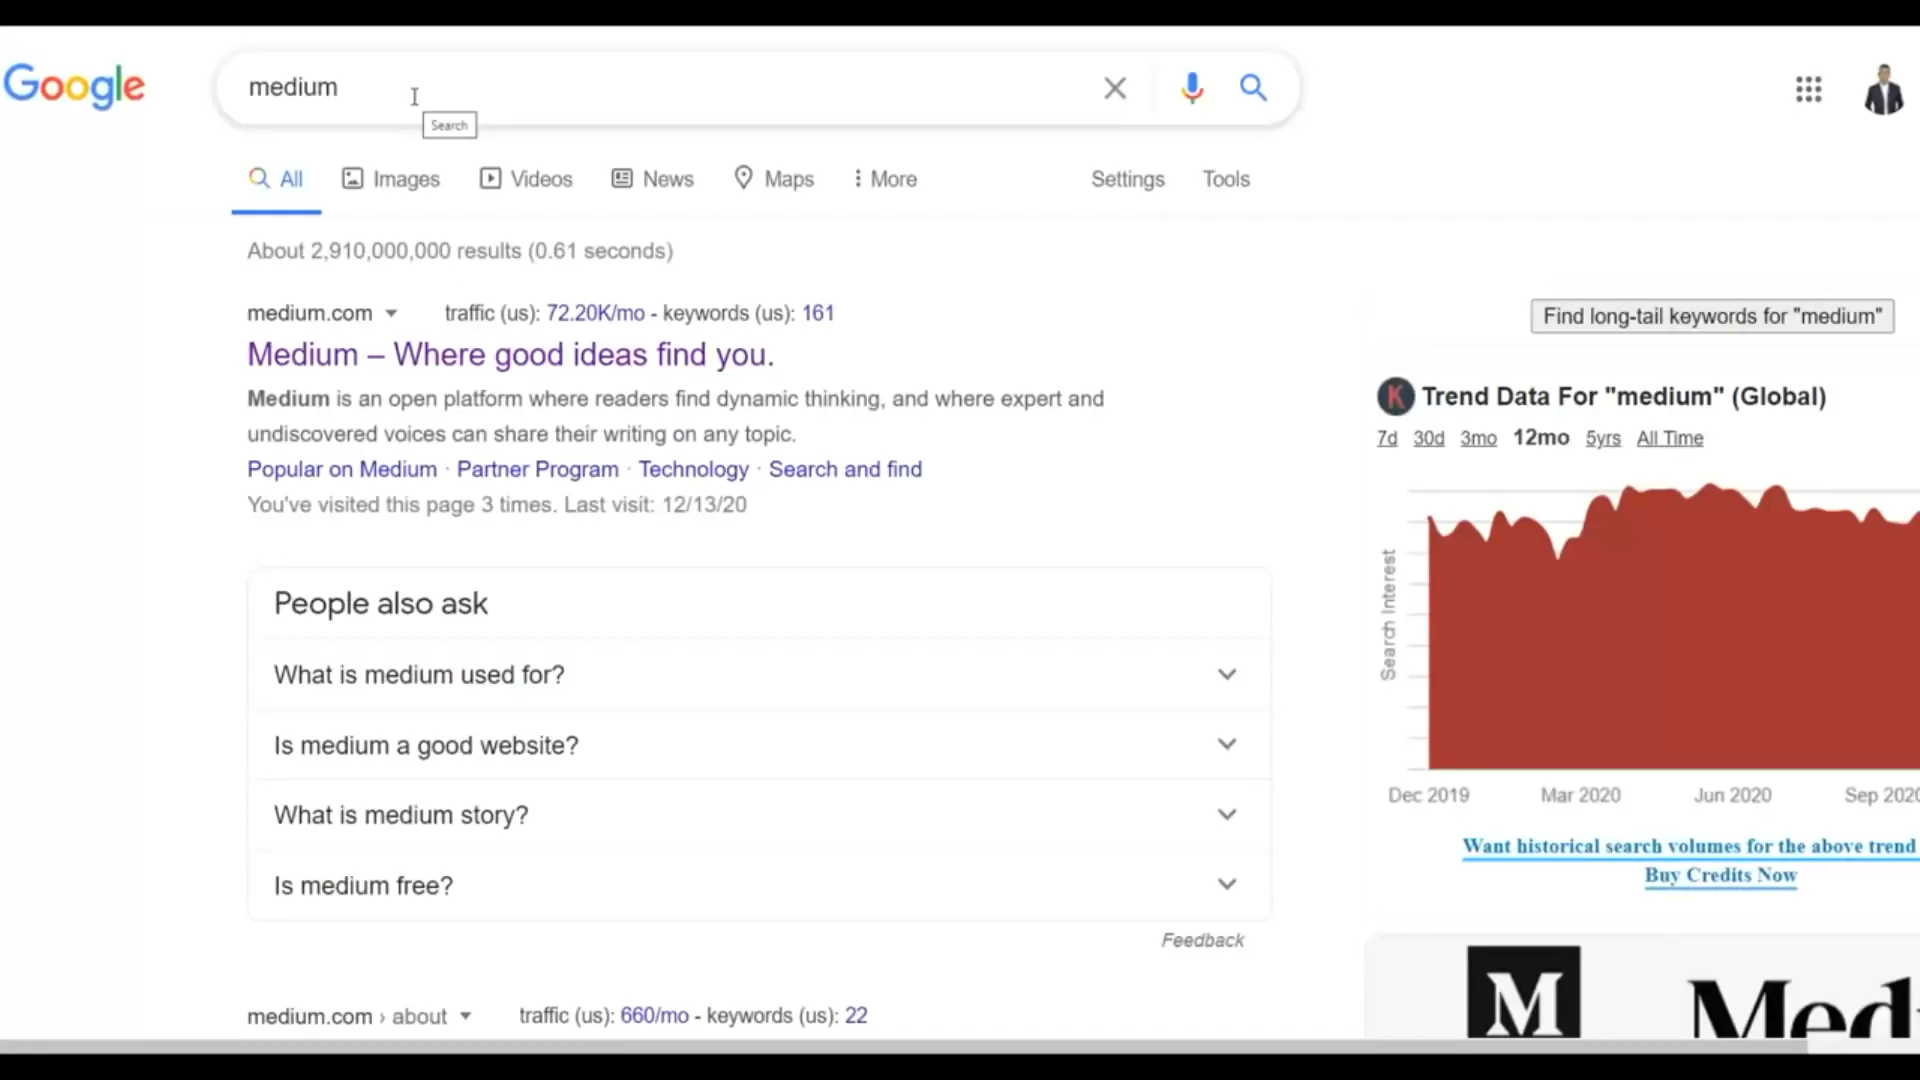 Google
medium
Search
All
Images
Videos
News
Maps
More
Settings
Tools
About 2,910,000,000 results (0.61 seconds)
medium.com
traffic (us): 72.20K/mo - keywords (us): 161
Medium – Where good ideas find you.
Medium is an open platform where readers find dynamic thinking, and where expert and
undiscovered voices can share their writing on any topic.
Popular on Medium · Partner Program · Technology · Search and find
You've visited this page 3 times. Last visit: 12/13/20
People also ask
What is medium used for?
Is medium a good website?
What is medium story?
Is medium free?
Feedback
medium.com › about
traffic (us): 660/mo - keywords (us): 22
Find long-tail keywords for "medium"
K
Trend Data For "medium" (Global)
7d 30d 3mo 12mo 5yrs All Time
Search Interest
Dec 2019 Mar 2020 Jun 2020 Sep 2020
Want historical search volumes for the above trend
Buy Credits Now
M
Med